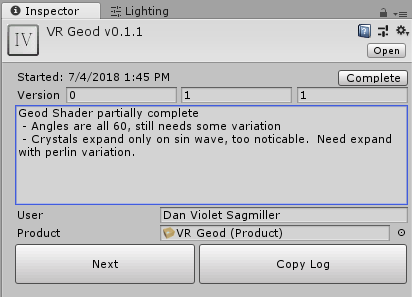 Inspector
Lighting
IV
VR Geod v0.1.1
Open
Started: 7/4/2018 1:45 PM
Complete
Version 0 1 1
Geod Shader partially complete
- Angles are all 60, still needs some variation
- Crystals expand only on sin wave, too noticable. Need expand
with perlin variation.
User Dan Violet Sagmiller
Product VR Geod (Product)
Next
Copy Log